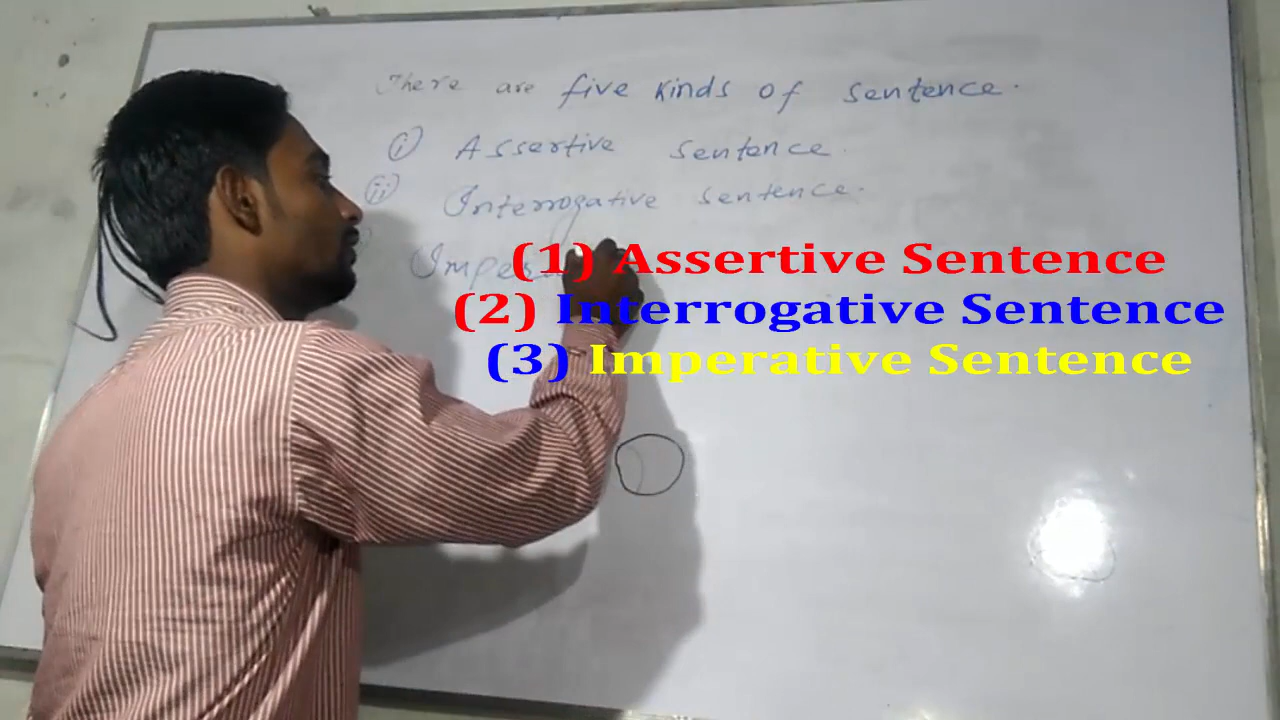 There are five kinds of sentence.
(i) Assertive sentence.
(ii) Interrogative sentence.
Imper
(1) Assertive Sentence
(2) Interrogative Sentence
(3) Imperative Sentence